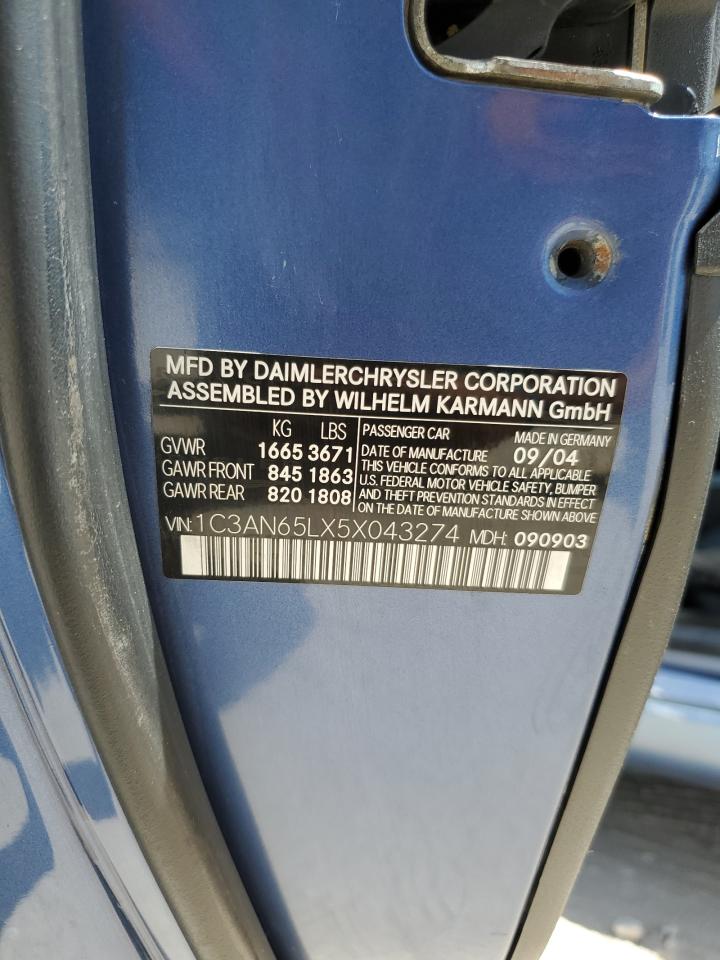 MFD BY DAIMLERCHRYSLER CORPORATION
ASSEMBLED BY WILHELM KARMANN GmbH
KG LBS
GVWR 1665 3671
GAWR FRONT 845 1863
GAWR REAR 820 1808
PASSENGER CAR MADE IN GERMANY
DATE OF MANUFACTURE 09/04
THIS VEHICLE CONFORMS TO ALL APPLICABLE
U.S. FEDERAL MOTOR VEHICLE SAFETY, BUMPER
AND THEFT PREVENTION STANDARDS IN EFFECT
ON THE DATE OF MANUFACTURE SHOWN ABOVE
VIN: 1C3AN65LX5X043274 MDH: 090903